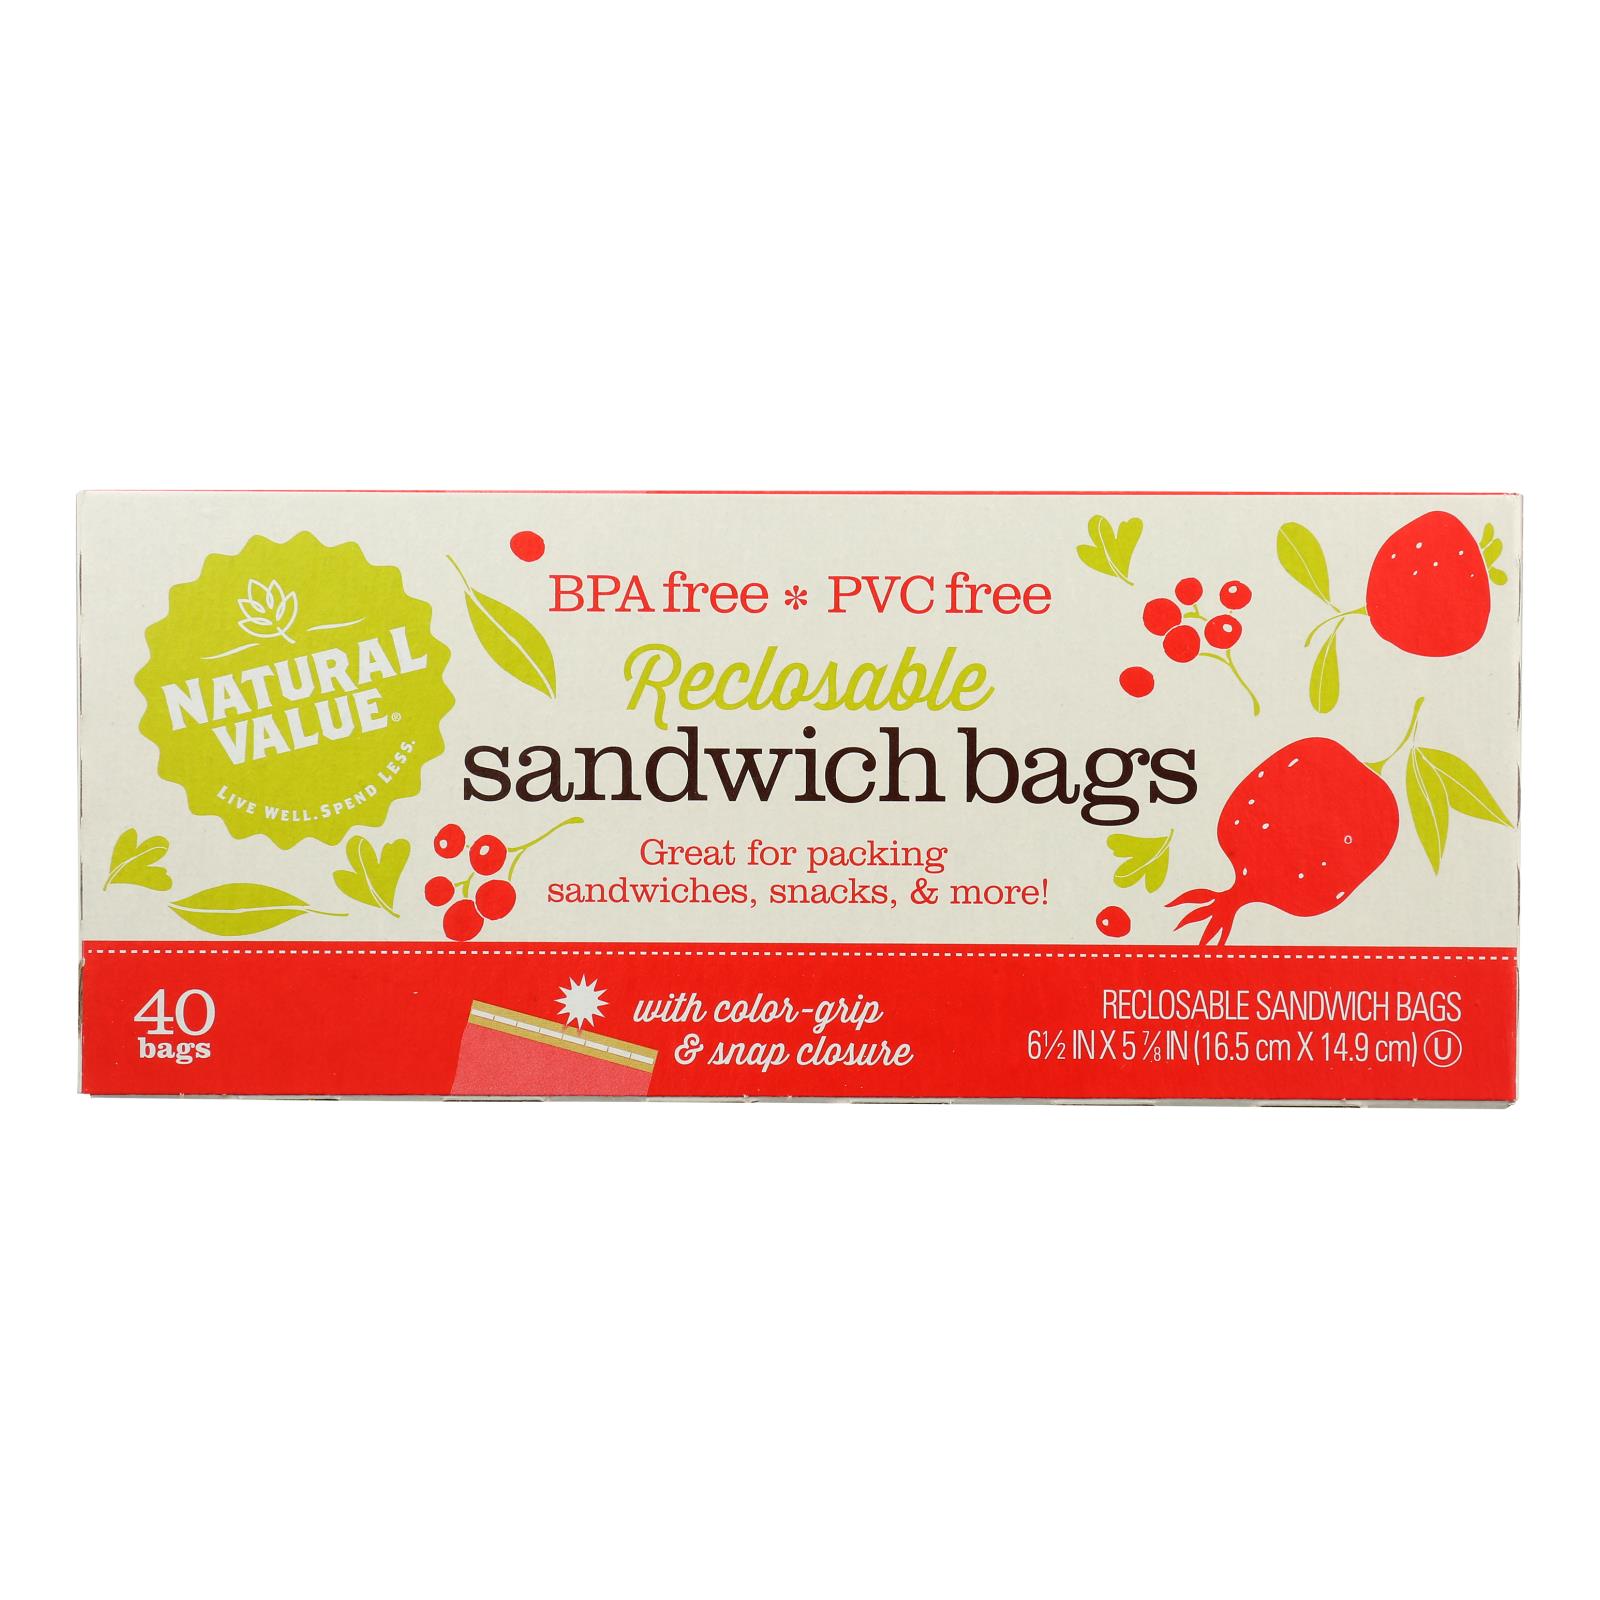 NATURAL
VALUE®
LIVE WELL. SPEND LESS.
BPA free * PVC free
Reclosable
sandwich bags
Great for packing
sandwiches, snacks, & more!
40
bags
with color-grip
& snap closure
RECLOSABLE SANDWICH BAGS
6½ IN X 5 ⅞ IN (16.5 cm X 14.9 cm) Ⓤ